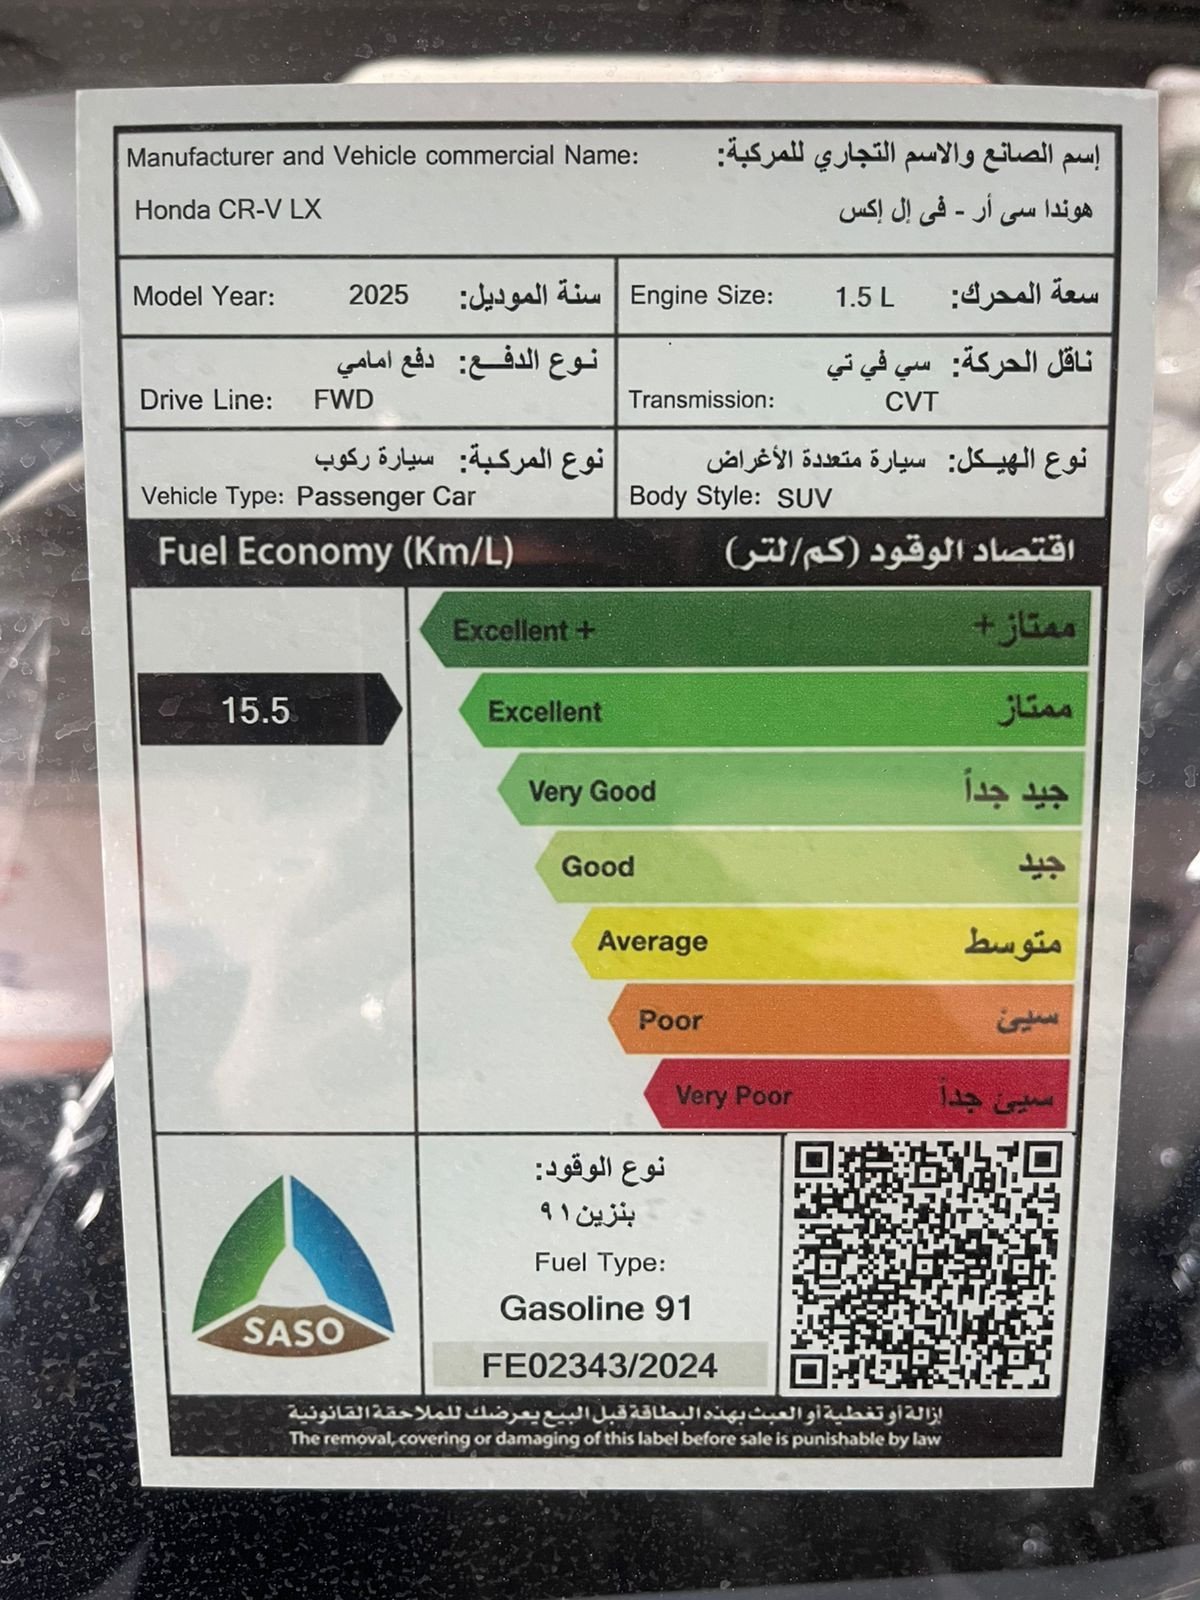 Manufacturer and Vehicle commercial Name: إسم الصانع والاسم التجاري للمركبة:
Honda CR-V LX هوندا سى أر - فى إل إكس
Model Year: 2025 سنة الموديل:
Engine Size: 1.5 L سعة المحرك:
نوع الدفع: دفع امامي
Drive Line: FWD
ناقل الحركة: سي في تي
Transmission: CVT
نوع المركبة: سيارة ركوب
Vehicle Type: Passenger Car
نوع الهيكل: سيارة متعددة الأغراض
Body Style: SUV
Fuel Economy (Km/L) اقتصاد الوقود (كم/لتر)
Excellent + ممتاز+
15.5
Excellent ممتاز
Very Good جيد جداً
Good جيد
Average متوسط
Poor سيئ
Very Poor سيئ جداً
SASO
نوع الوقود:
بنزين ٩١
Fuel Type:
Gasoline 91
FE02343/2024
إزالة أو تغطية أو العبث بهذه البطاقة قبل البيع يعرضك للملاحقة القانونية
The removal, covering or damaging of this label before sale is punishable by law